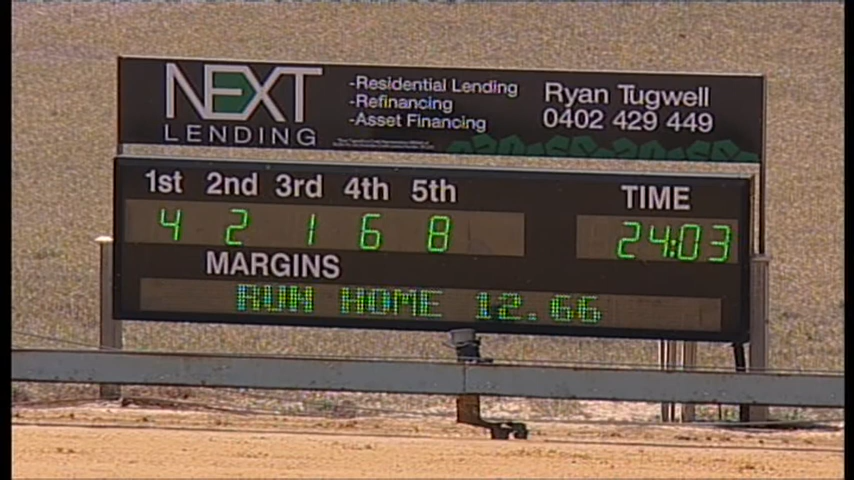 NEXT
LENDING
-Residential Lending
-Refinancing
-Asset Financing
Ryan Tugwell
0402 429 449
1st 2nd 3rd 4th 5th
TIME
4 2 1 6 8
24:03
MARGINS
RUN HOME 12.66